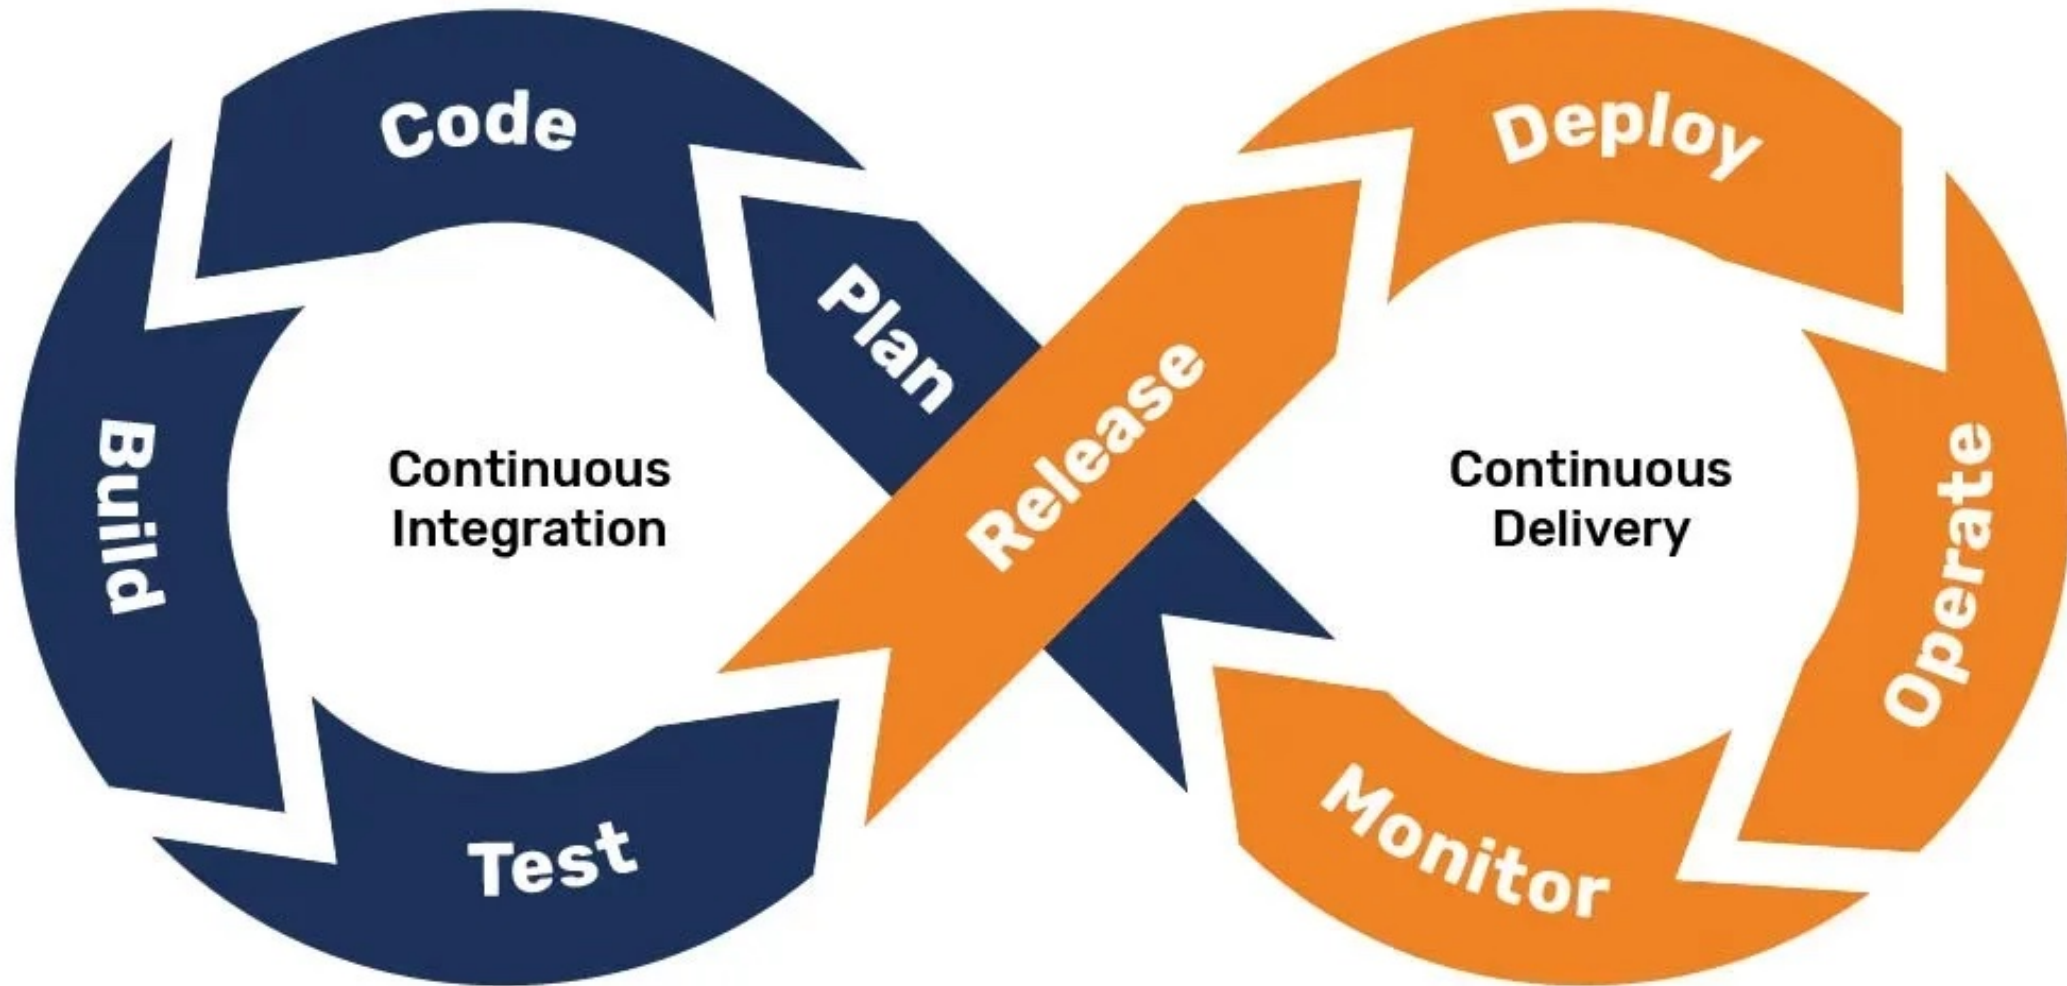 Code
Plan
Build
Test
Continuous
Integration
Release
Deploy
Operate
Monitor
Continuous
Delivery